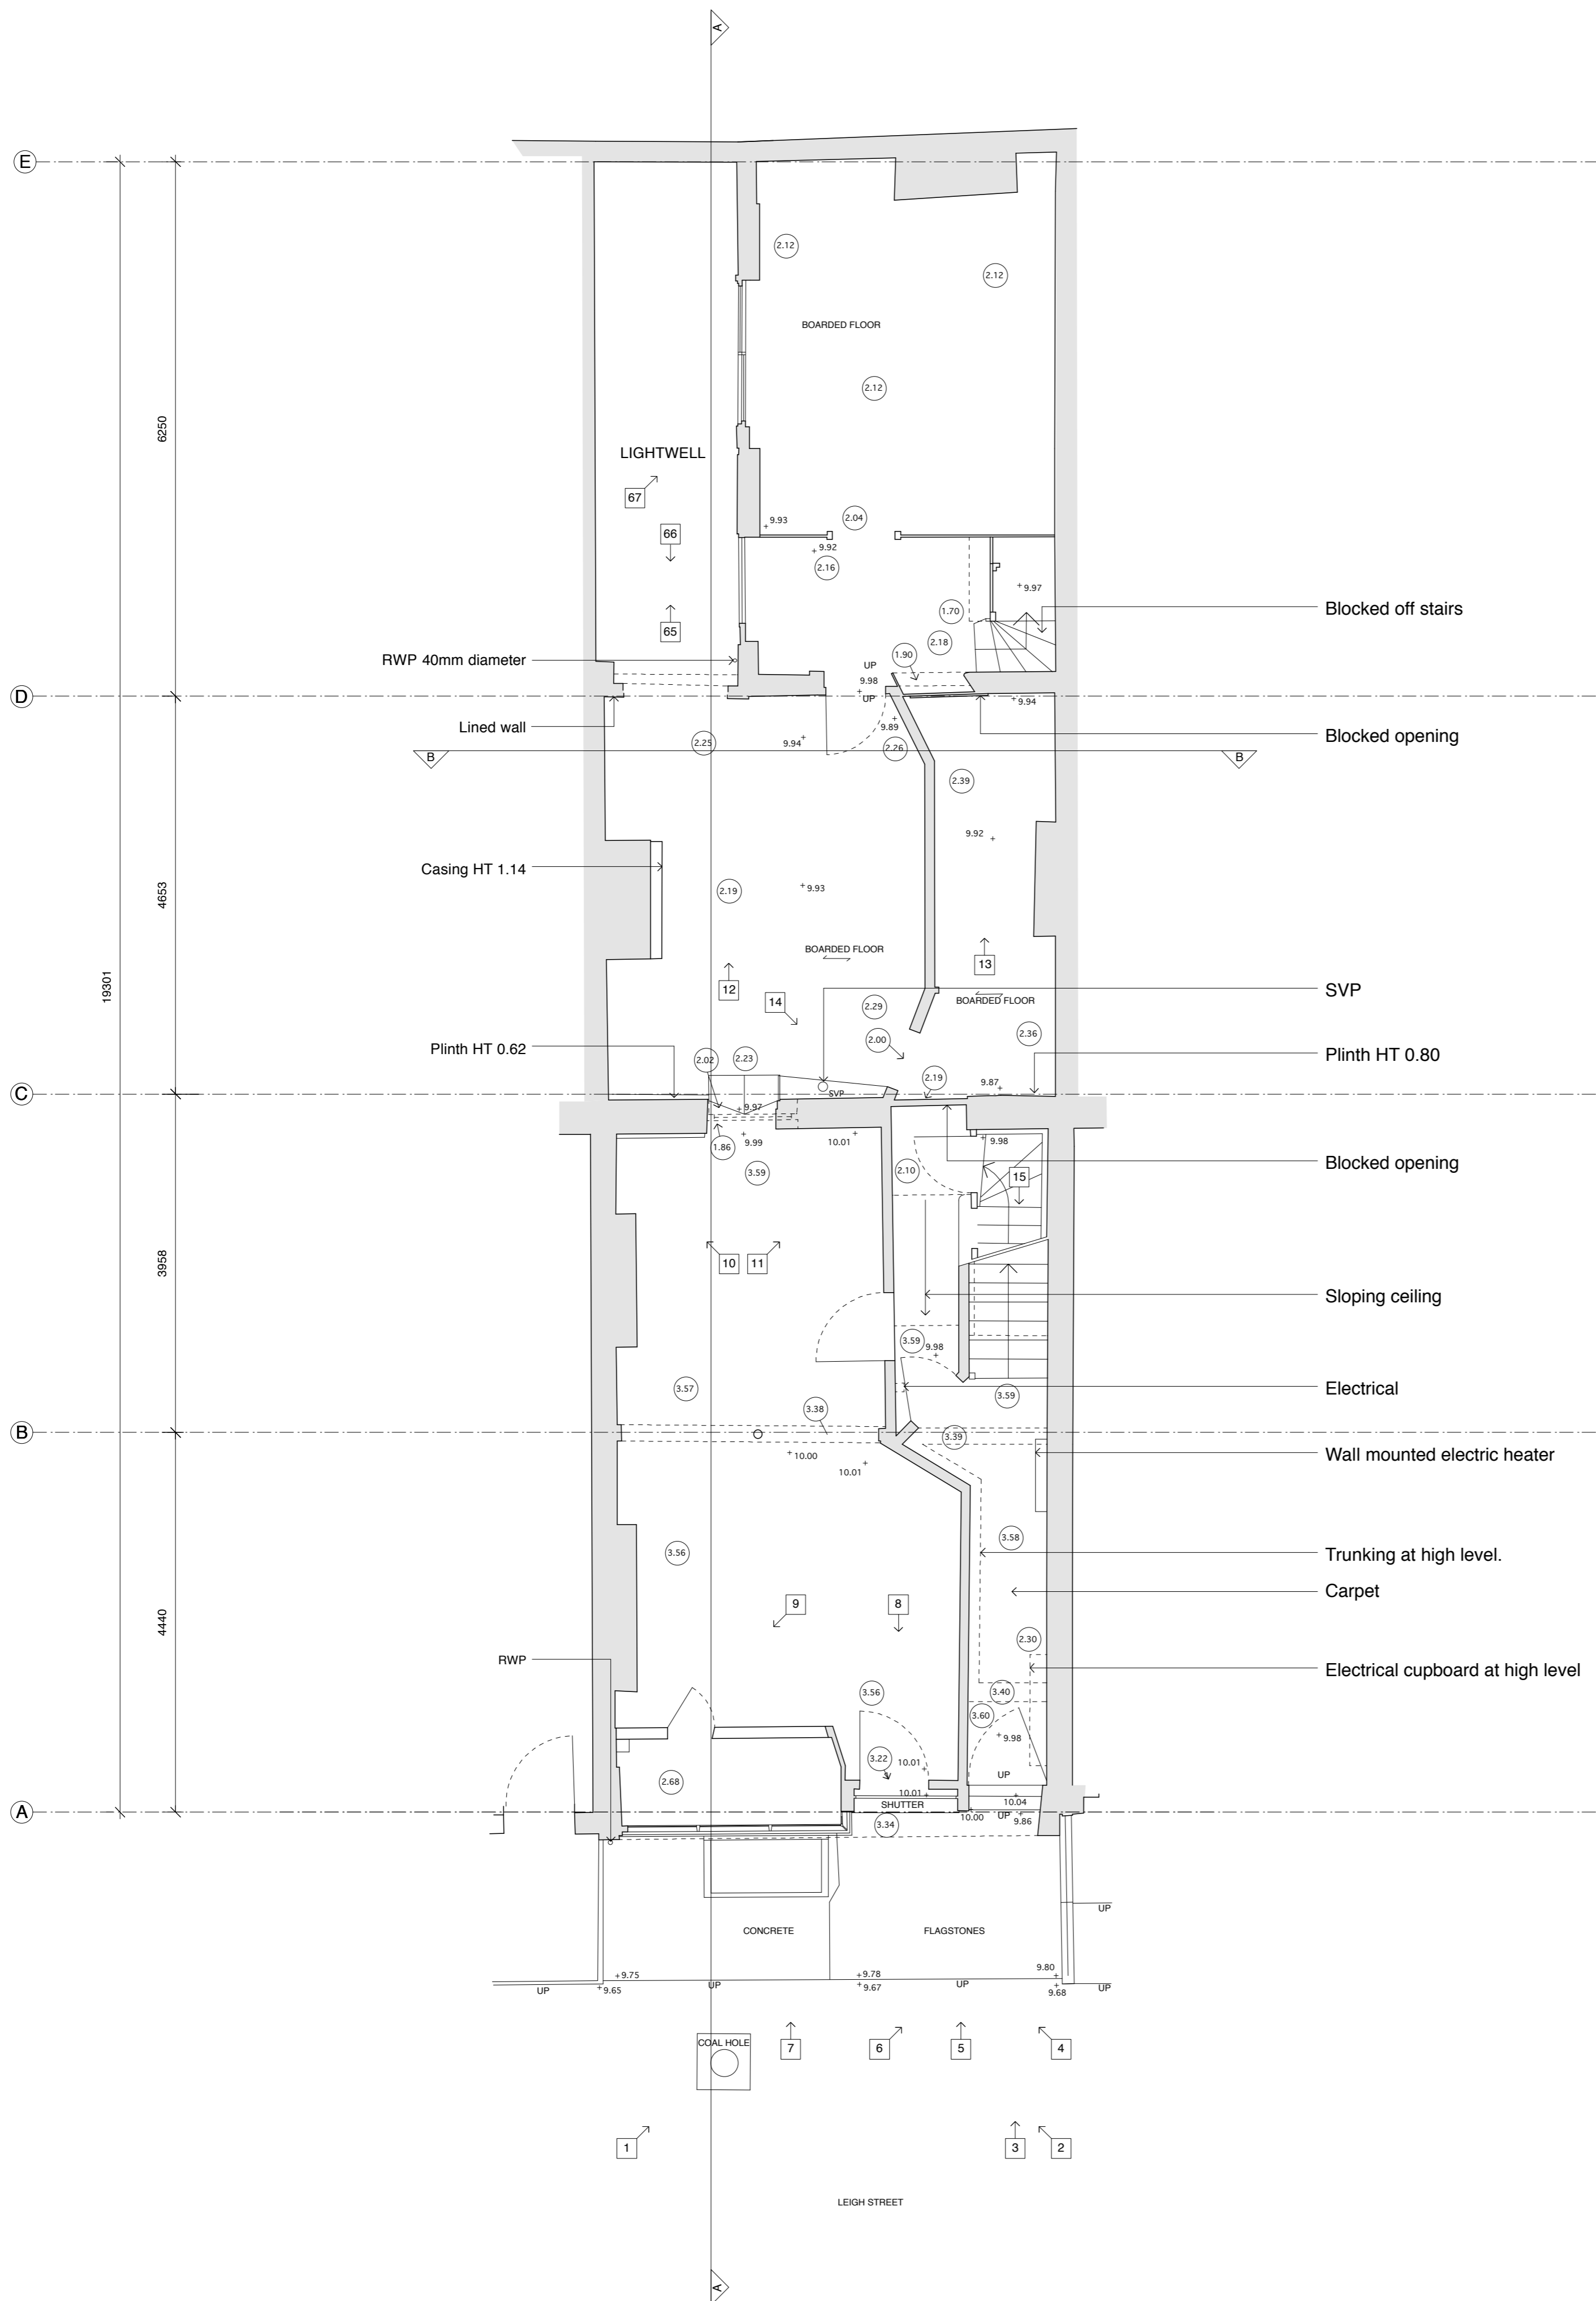 A
E
2.12
2.12
BOARDED FLOOR
2.12
6250
LIGHTWELL
67
66
9.93
2.04
9.92
2.16
9.97
1.70
Blocked off stairs
65
2.18
RWP 40mm diameter
1.90
UP
9.98
D
UP
9.94
Lined wall
9.89
2.25
9.94
2.26
Blocked opening
B
B
2.39
9.92
Casing HT 1.14
4653
2.19
9.93
BOARDED FLOOR
13
19301
12
14
SVP
BOARDED FLOOR
2.29
2.36
2.00
Plinth HT 0.62
2.02
2.23
Plinth HT 0.80
2.19
9.87
C
SVP
9.97
9.99
10.01
9.98
1.86
Blocked opening
3.59
2.10
15
3958
10
11
Sloping ceiling
3.59
9.98
3.57
Electrical
3.59
3.38
B
3.39
10.00
Wall mounted electric heater
10.01
3.56
3.58
Trunking at high level.
Carpet
9
8
4440
2.30
RWP
Electrical cupboard at high level
3.56
3.40
3.60
9.98
3.22
10.01
2.68
UP
10.01
10.04
SHUTTER
A
10.00
UP
9.86
3.34
UP
CONCRETE
FLAGSTONES
9.75
9.78
9.80
UP
9.65
UP
9.67
UP
9.68
UP
COAL HOLE
7
6
5
4
1
3
2
LEIGH STREET
A